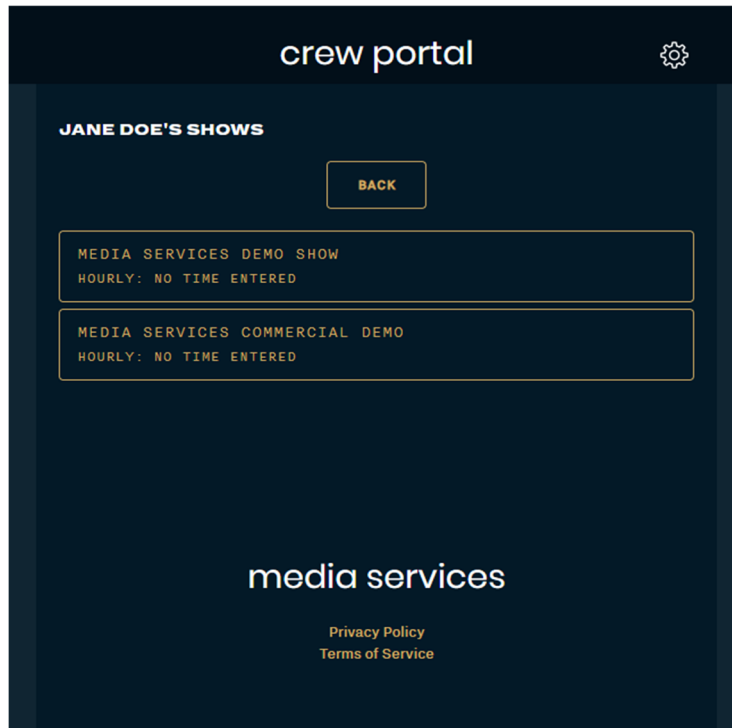 crew portal
JANE DOE'S SHOWS
BACK
MEDIA SERVICES DEMO SHOW
HOURLY: NO TIME ENTERED
MEDIA SERVICES COMMERCIAL DEMO
HOURLY: NO TIME ENTERED
media services
Privacy Policy
Terms of Service